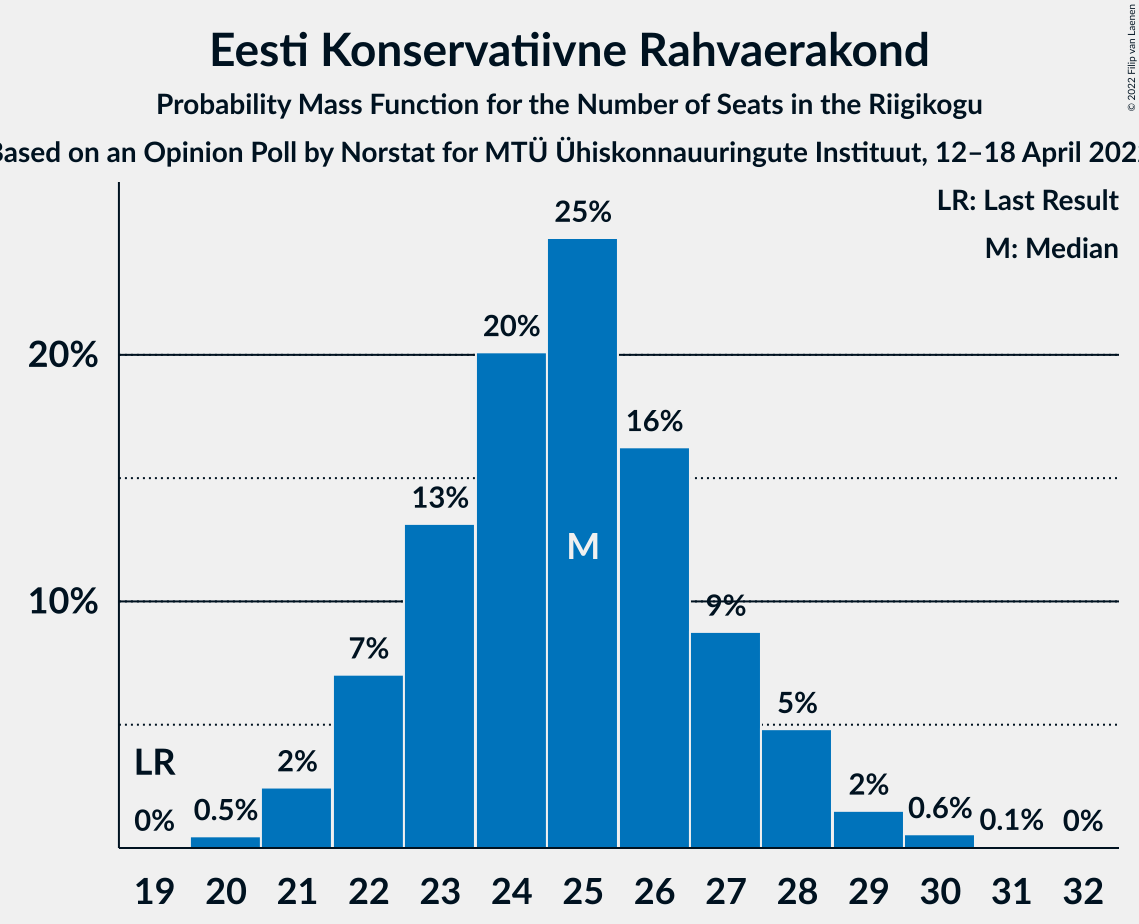 Eesti Konservatiivne Rahvaerakond
Probability Mass Function for the Number of Seats in the Riigikogu
Based on an Opinion Poll by Norstat for MTÜ Ühiskonnauuringute Instituut, 12–18 April 2022
© 2022 Filip van Laenen
LR: Last Result
M: Median
25%
20%
20%
16%
13%
M
10%
9%
7%
5%
LR
2%
2%
0%
0.5%
0.6%
0.1%
0%
19 20 21 22 23 24 25 26 27 28 29 30 31 32